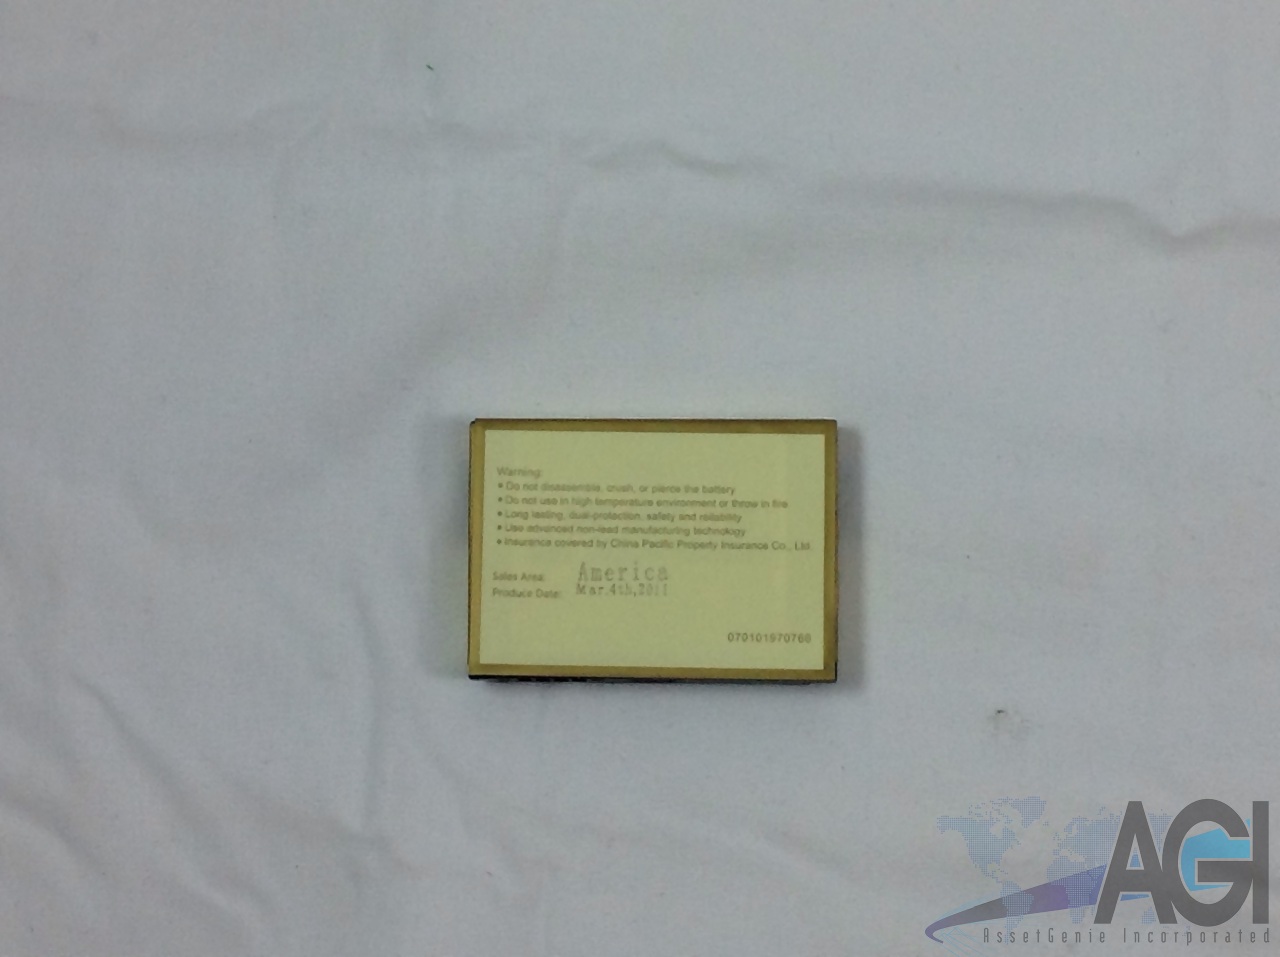 Warning:
• Do not disassemble, crush, or pierce the battery
• Do not use in high temperature environment or throw in fire
• Long lasting, dual-protection, safety and reliability
• Use advanced non-lead manufacturing technology
• Insurance covered by China Pacific Property Insurance Co., Ltd.
Sales Area: America
Produce Date: Mar.4th,2011
070101970768
AGI
AssetGenie Incorporated